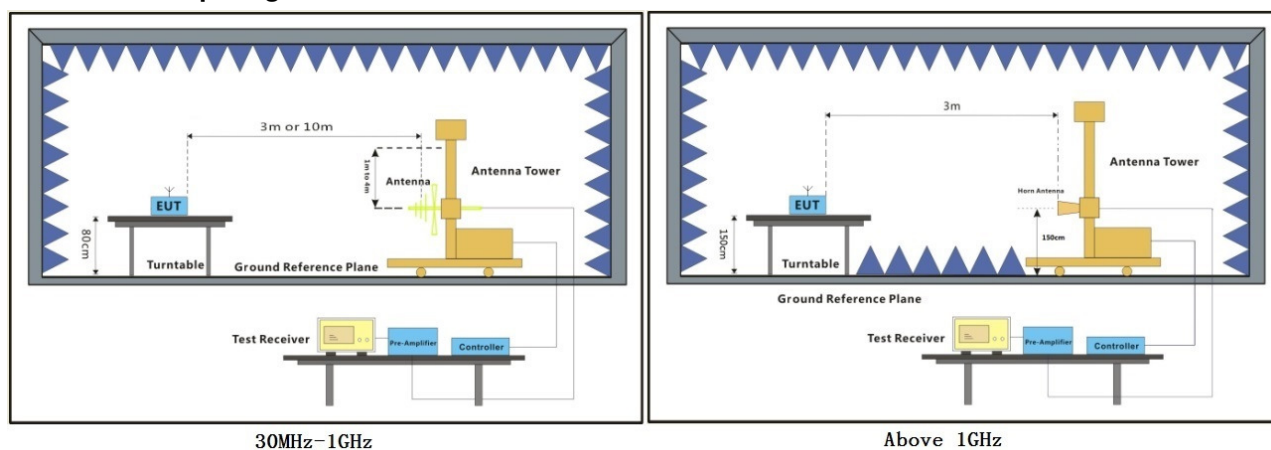 3m or 10m
1m to 4m
Antenna
Antenna Tower
EUT
80cm
Turntable
Ground Reference Plane
Test Receiver
Pre-Amplifier
Controller
30MHz-1GHz
3m
Horn Antenna
Antenna Tower
EUT
150cm
150cm
Turntable
Ground Reference Plane
Test Receiver
Pre-Amplifier
Controller
Above 1GHz